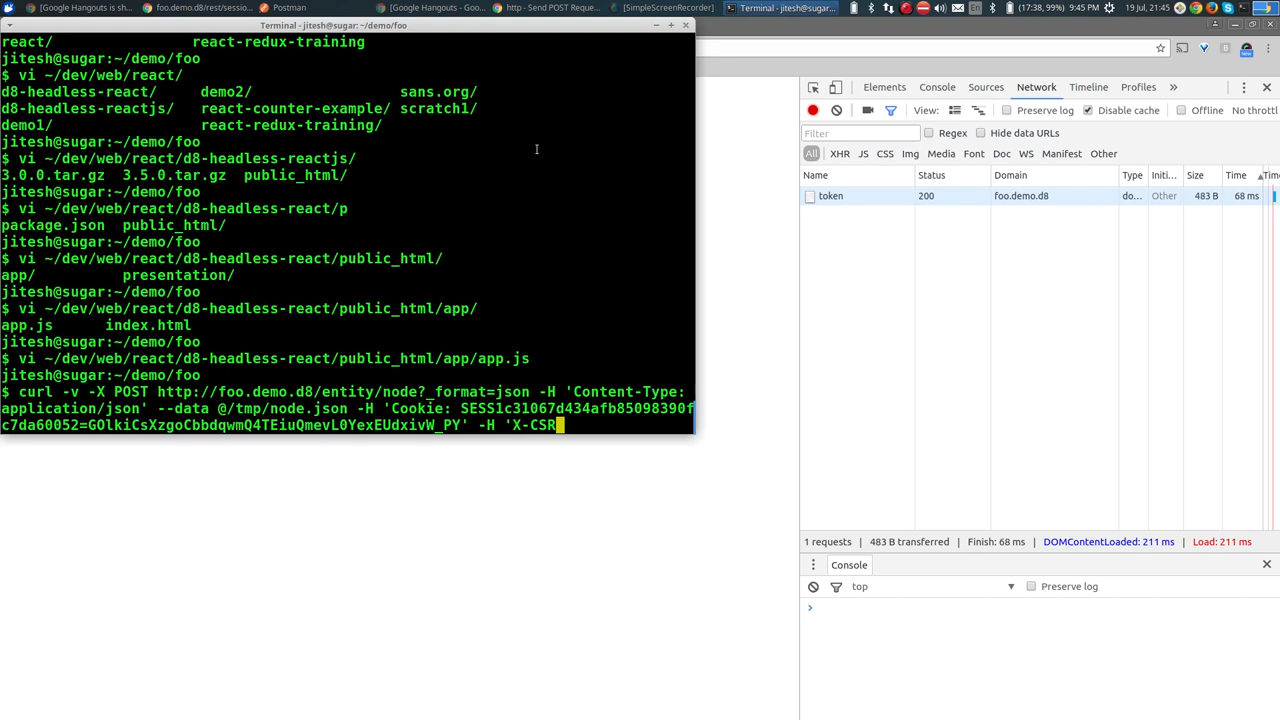 [Google Hangouts is sh...
foo.demo.d8/rest/sessio...
Postman
[Google Hangouts - Goo...
http - Send POST Reque...
[SimpleScreenRecorder]
Terminal - jitesh@sugar:...
En
(17:38, 99%)
9:45 PM
19 Jul, 21:45
Terminal - jitesh@sugar:~/demo/foo
react/ react-redux-training
jitesh@sugar:~/demo/foo
$ vi ~/dev/web/react/
d8-headless-react/ demo2/ sans.org/
d8-headless-reactjs/ react-counter-example/ scratch1/
demo1/ react-redux-training/
jitesh@sugar:~/demo/foo
$ vi ~/dev/web/react/d8-headless-reactjs/
3.0.0.tar.gz 3.5.0.tar.gz public_html/
jitesh@sugar:~/demo/foo
$ vi ~/dev/web/react/d8-headless-react/p
package.json public_html/
jitesh@sugar:~/demo/foo
$ vi ~/dev/web/react/d8-headless-react/public_html/
app/ presentation/
jitesh@sugar:~/demo/foo
$ vi ~/dev/web/react/d8-headless-react/public_html/app/
app.js index.html
jitesh@sugar:~/demo/foo
$ vi ~/dev/web/react/d8-headless-react/public_html/app/app.js
jitesh@sugar:~/demo/foo
$ curl -v -X POST http://foo.demo.d8/entity/node?_format=json -H 'Content-Type:
application/json' --data @/tmp/node.json -H 'Cookie: SESS1c31067d434afb85098390f
c7da60052=GOlkiCsXzgoCbbdqwmQ4TEiuQmevL0YexEUdxivW_PY' -H 'X-CSR
Elements Console Sources Network Timeline Profiles »
View: Preserve log Disable cache Offline No throttl
Filter Regex Hide data URLs
All XHR JS CSS Img Media Font Doc WS Manifest Other
Name Status Domain Type Initi... Size Time Tim
token 200 foo.demo.d8 do... Other 483 B 68 ms
1 requests | 483 B transferred | Finish: 68 ms | DOMContentLoaded: 211 ms | Load: 211 ms
Console
top Preserve log
>